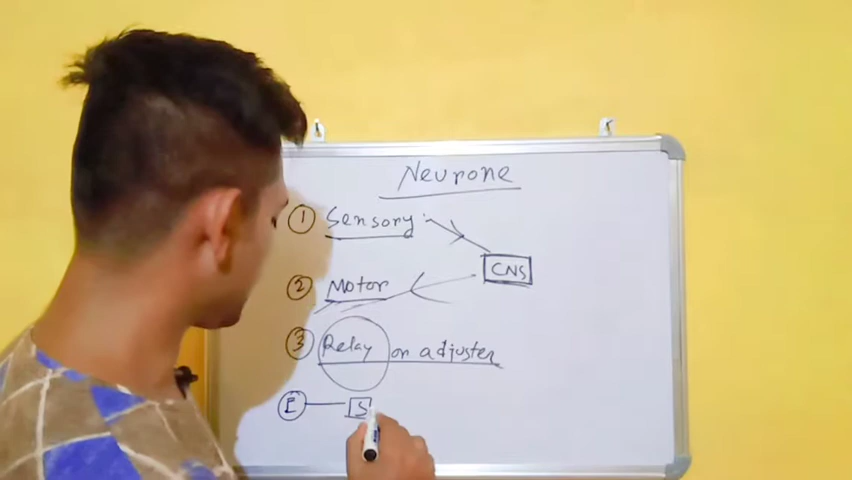 Neurone
① Sensory
CNS
② Motor
③ Relay or adjuster
E S